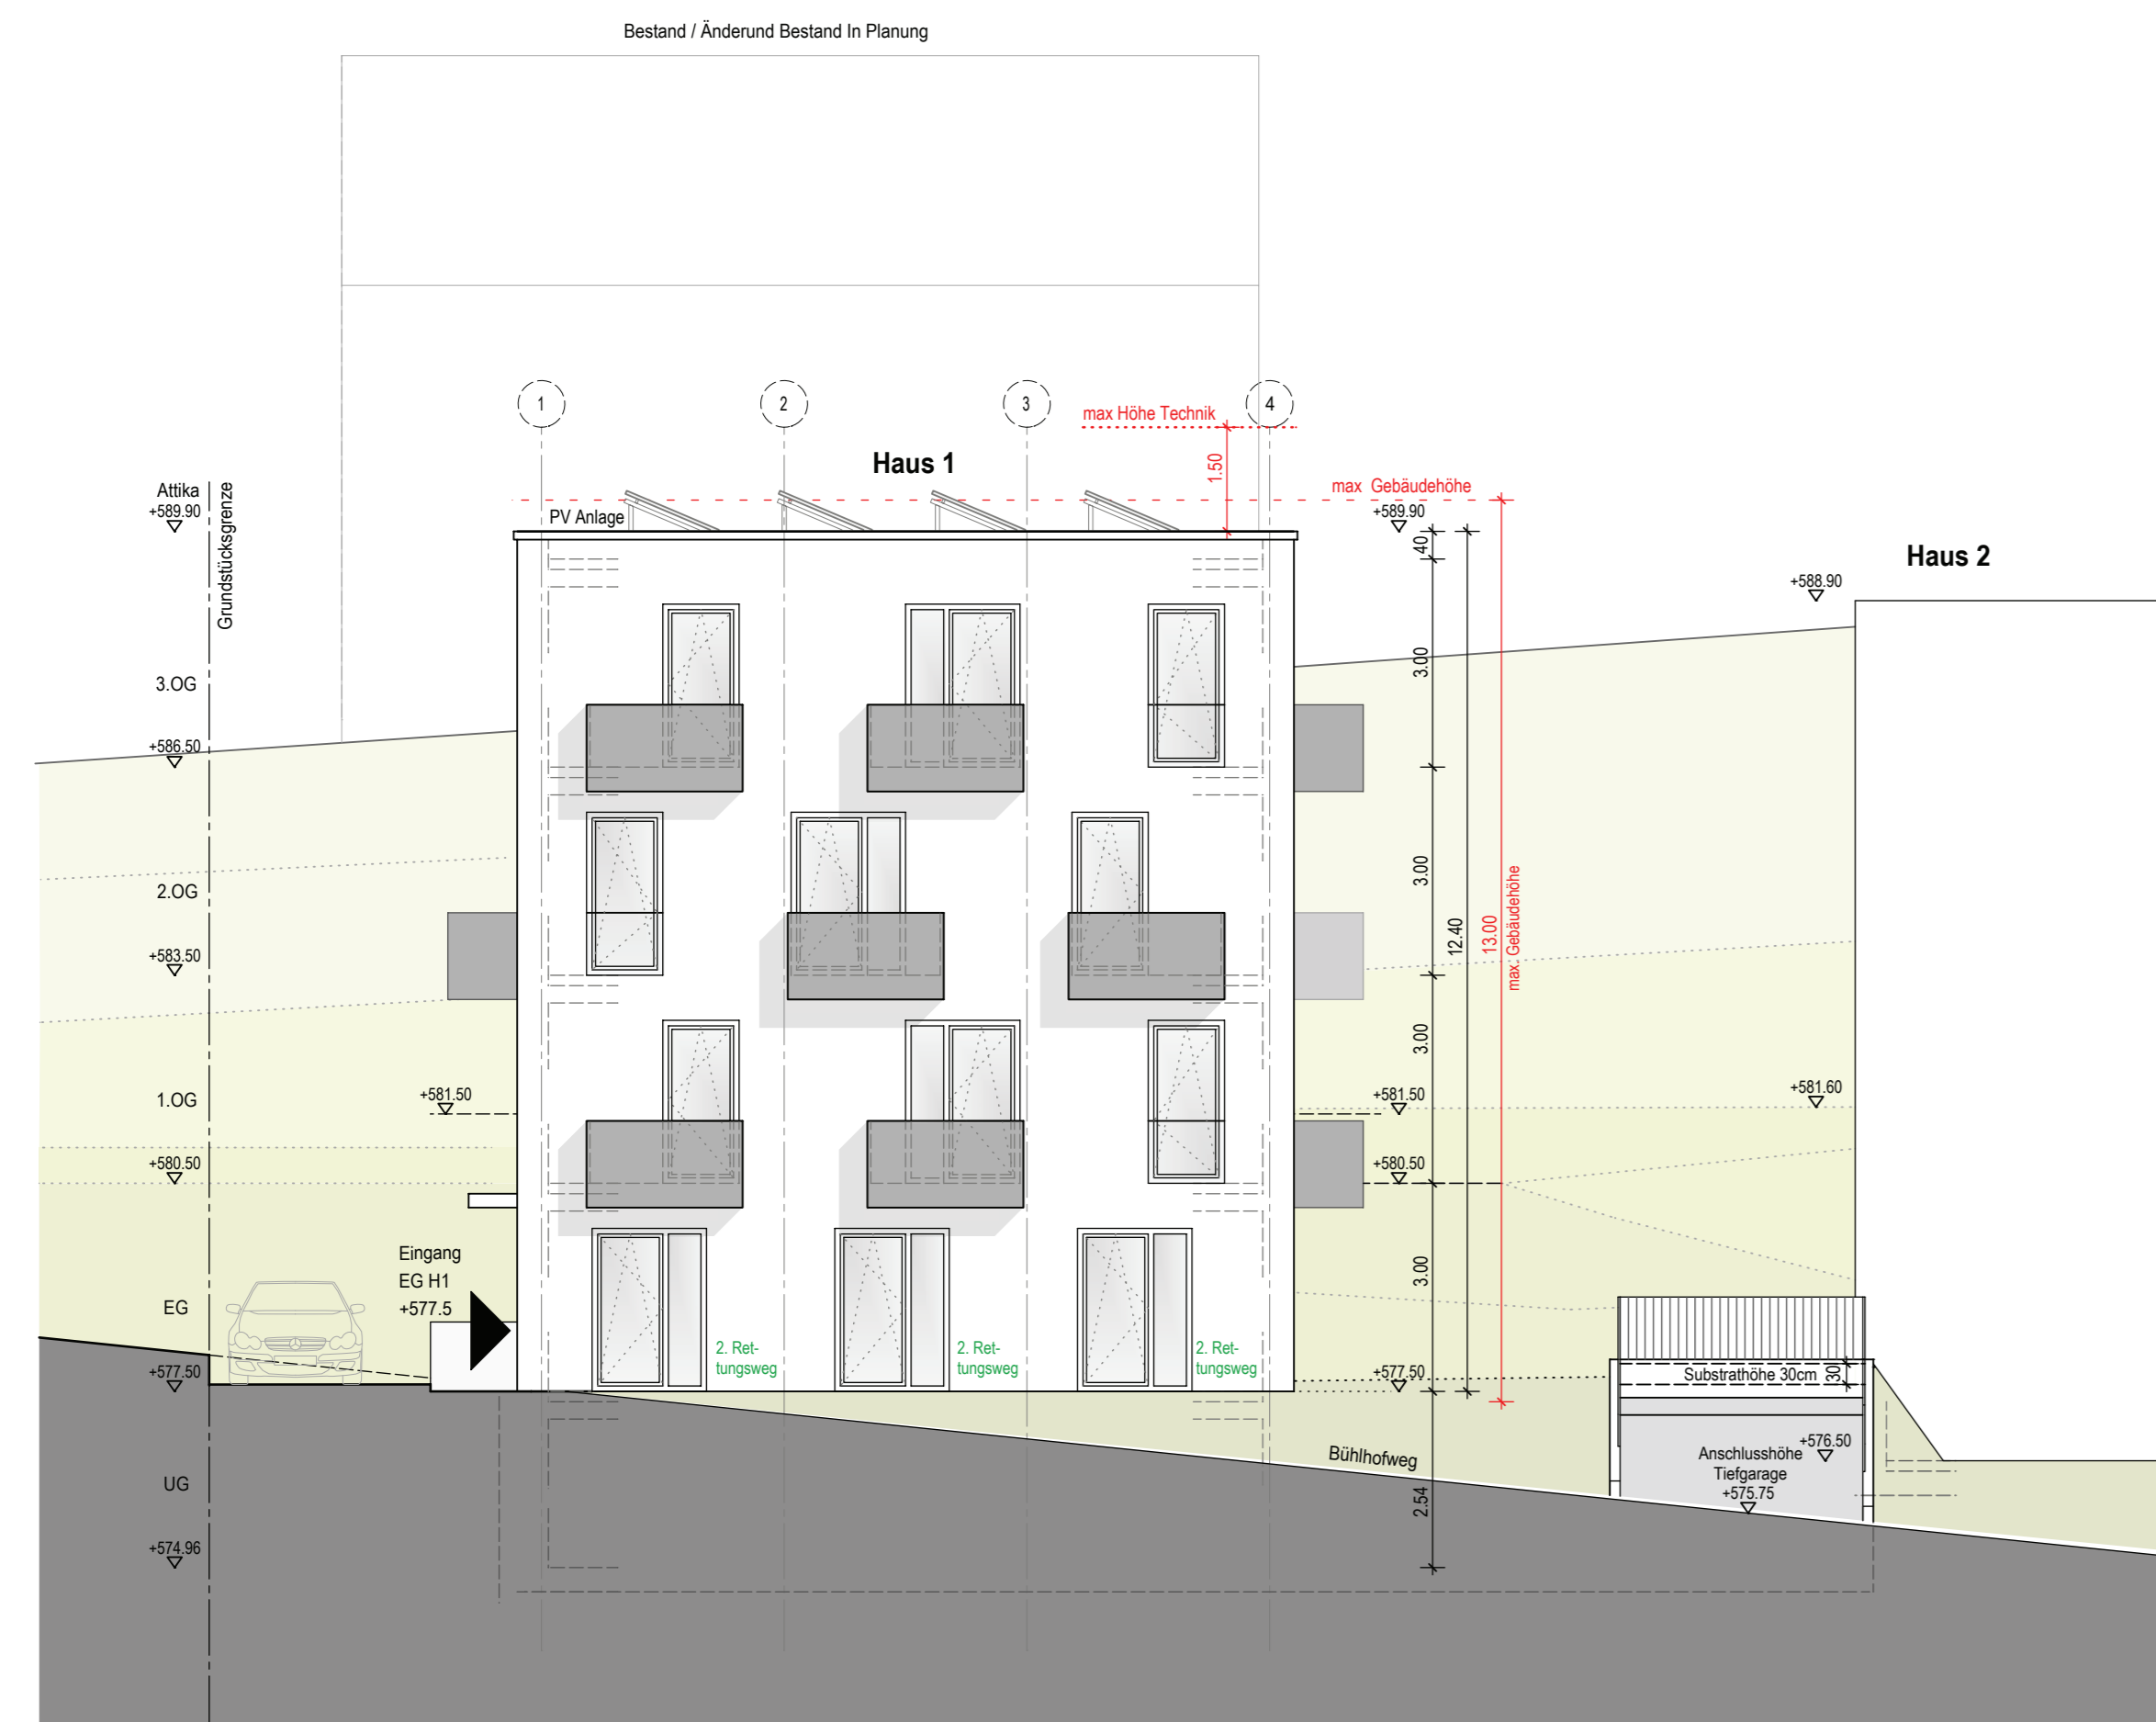 Bestand / Änderund Bestand In Planung
1
2
3
4
max Höhe Technik
1.50
Haus 1
max Gebäudehöhe
+589.90
PV Anlage
Attika
+589.90
Grundstücksgrenze
3.OG
+586.50
2.OG
+583.50
1.OG
+581.50
+580.50
Eingang
EG H1
+577.5
EG
+577.50
UG
+574.96
2. Ret-
tungsweg
2. Ret-
tungsweg
2. Ret-
tungsweg
40
3.00
3.00
3.00
3.00
2.54
12.40
13.00
max. Gebäudehöhe
+581.50
+580.50
+577.50
Bühlhofweg
Haus 2
+588.90
+581.60
Substrathöhe 30cm
30
Anschlusshöhe
Tiefgarage
+575.75
+576.50